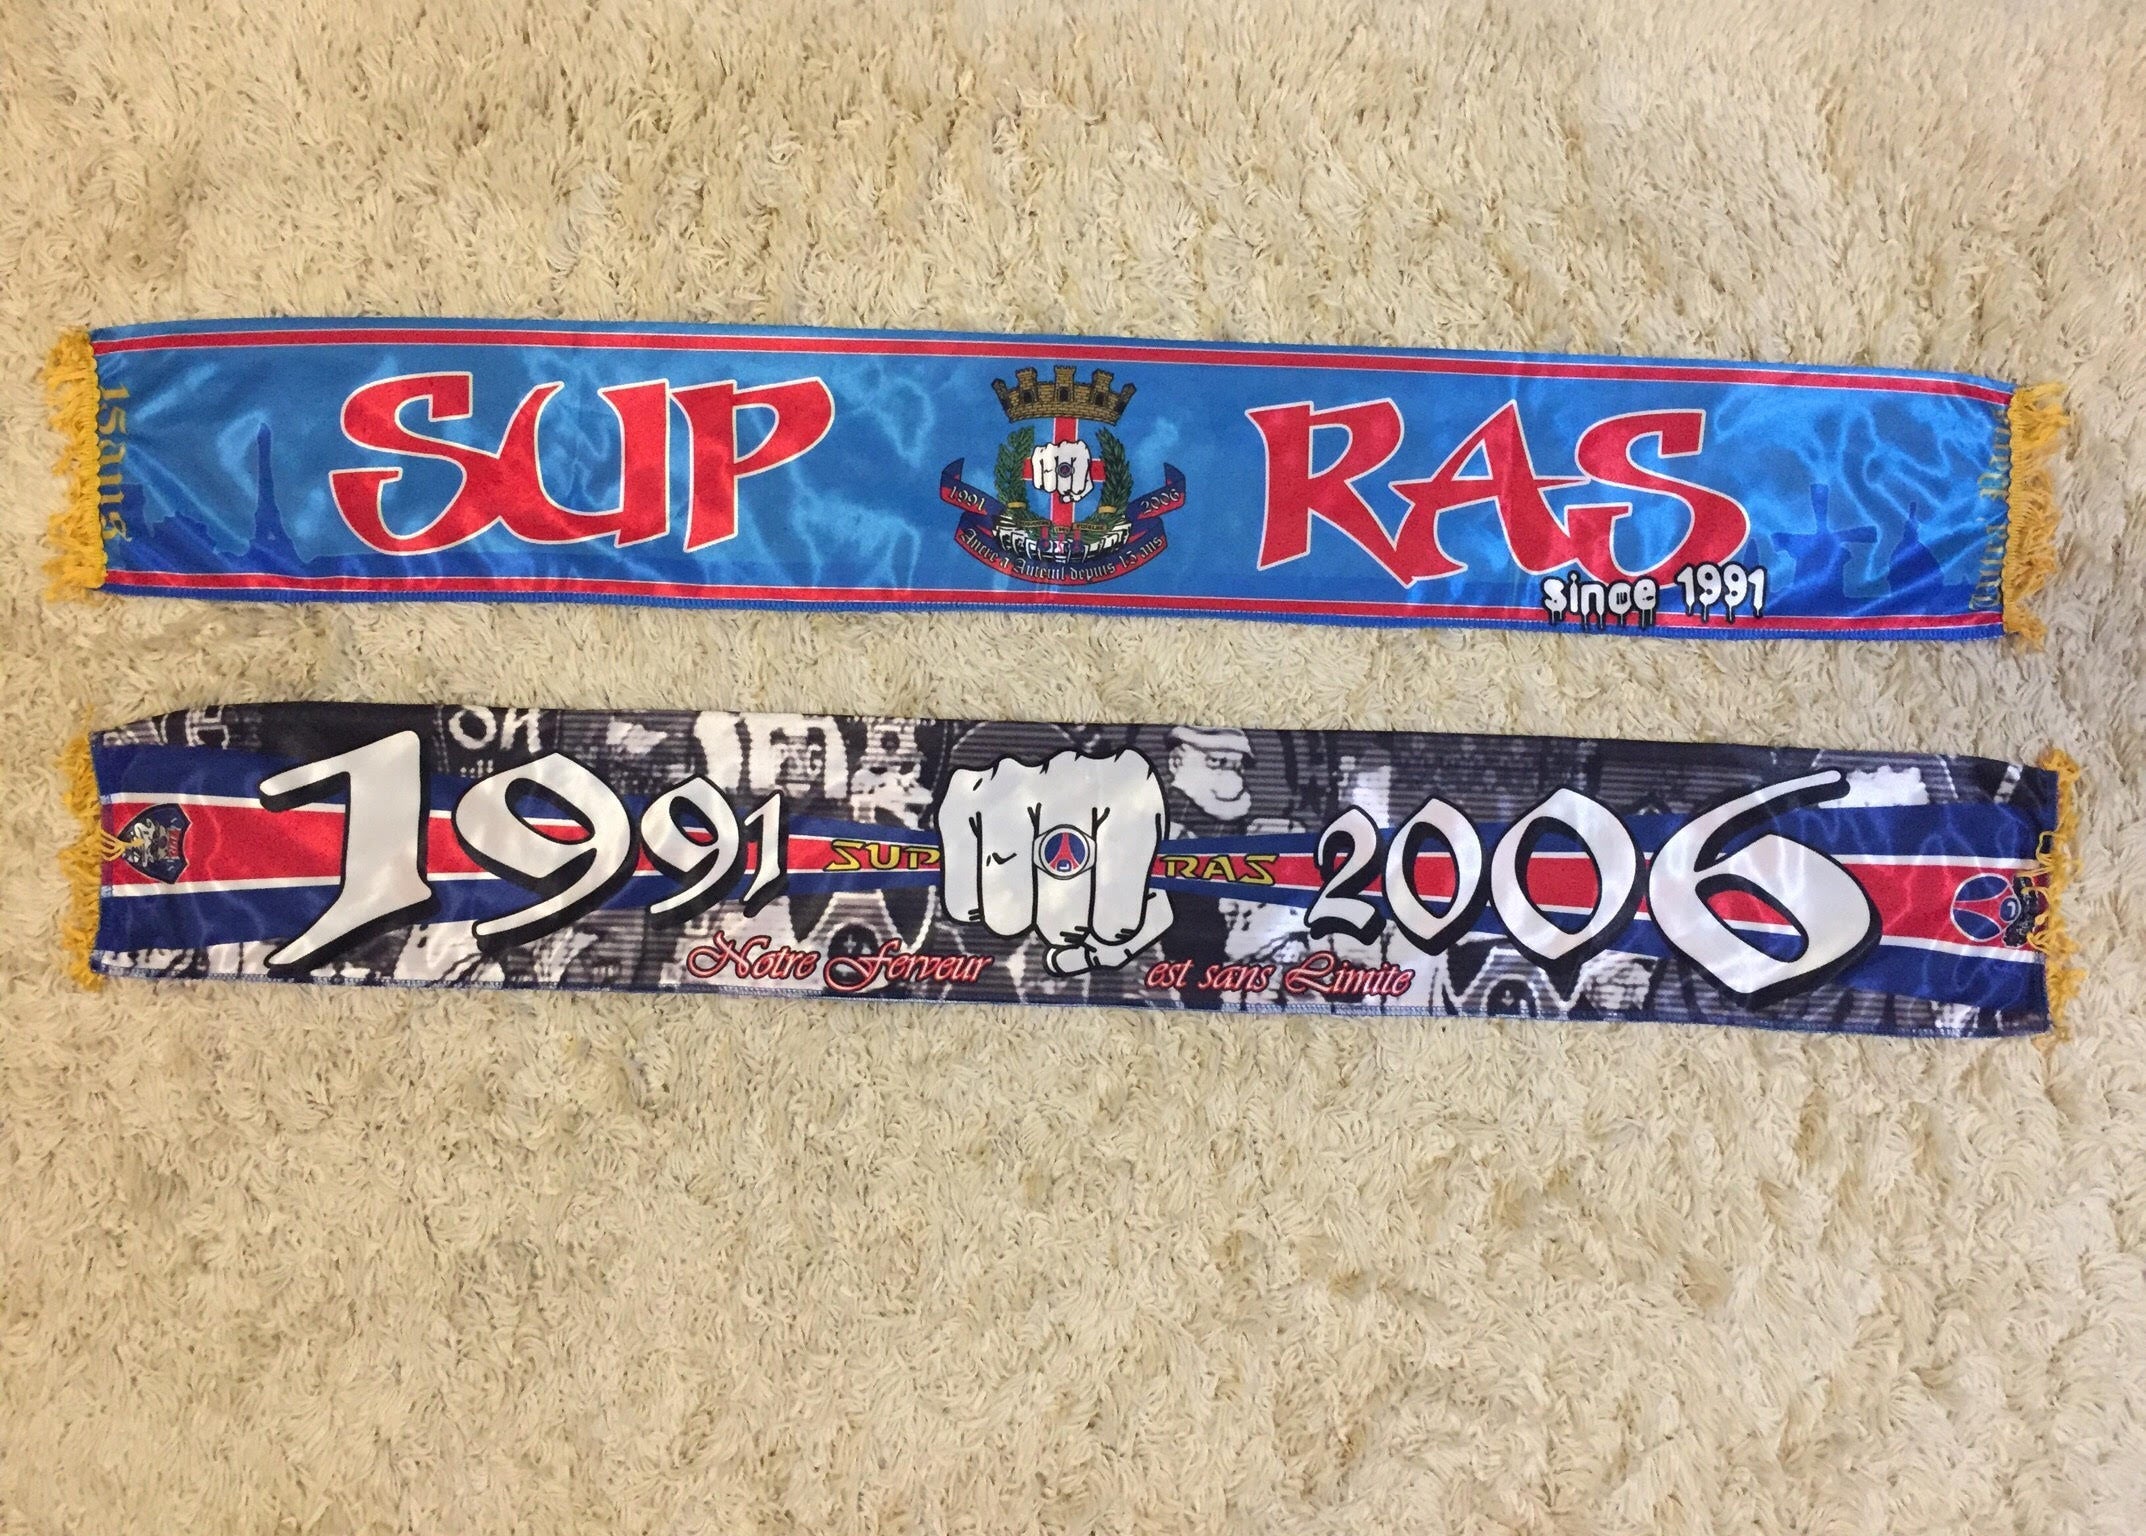 15ans
SUP RAS
1991 2006
Ancré à Auteuil depuis 15 ans
since 1991
1991 SUP RAS 2006
Notre Ferveur est sans Limite